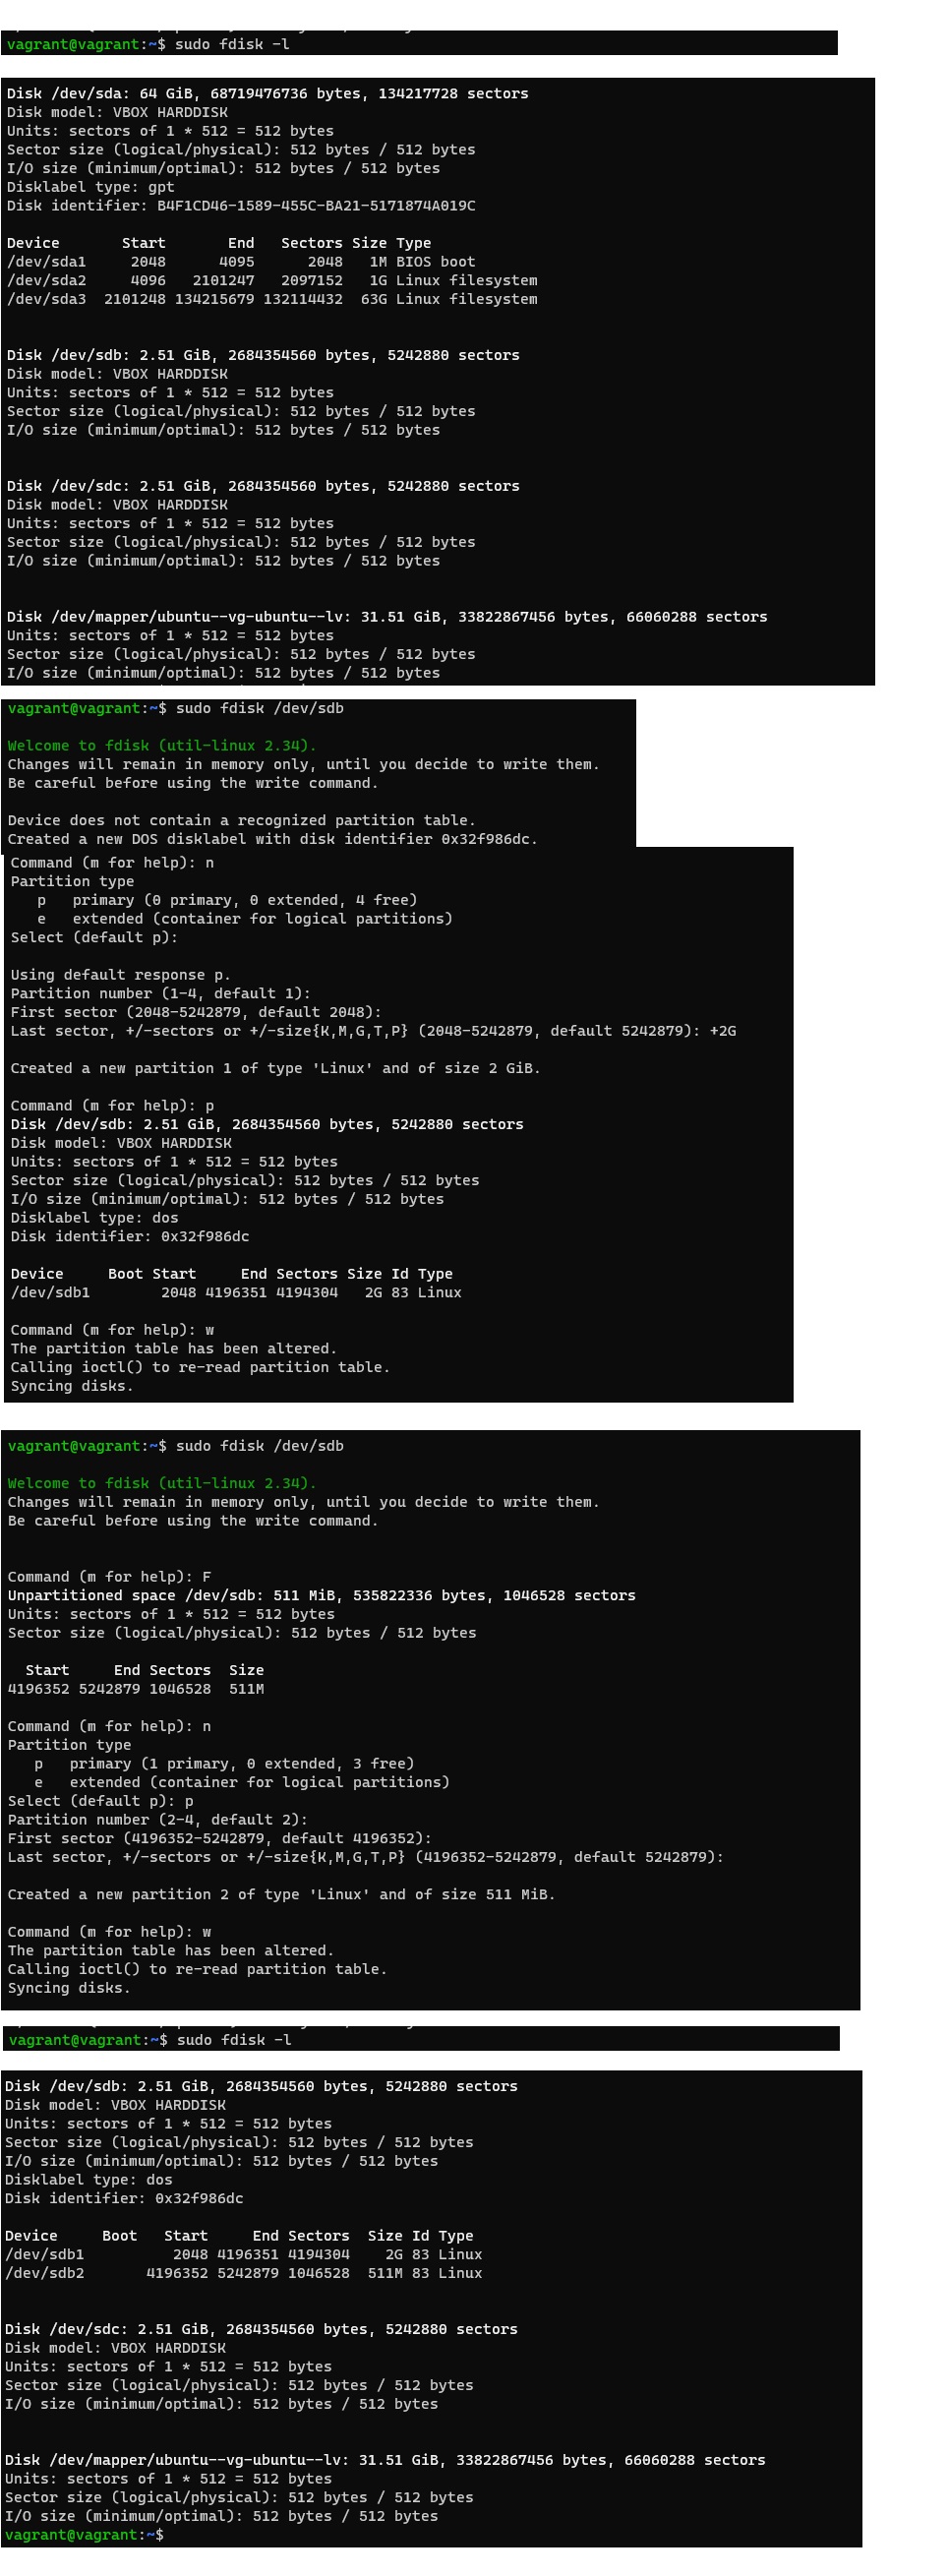 vagrant@vagrant:~$ sudo fdisk -l
Disk /dev/sda: 64 GiB, 68719476736 bytes, 134217728 sectors
Disk model: VBOX HARDDISK
Units: sectors of 1 * 512 = 512 bytes
Sector size (logical/physical): 512 bytes / 512 bytes
I/O size (minimum/optimal): 512 bytes / 512 bytes
Disklabel type: gpt
Disk identifier: B4F1CD46-1589-455C-BA21-5171874A019C
Device       Start       End   Sectors Size Type
/dev/sda1     2048      4095      2048   1M BIOS boot
/dev/sda2     4096   2101247   2097152   1G Linux filesystem
/dev/sda3  2101248 134215679 132114432  63G Linux filesystem
Disk /dev/sdb: 2.51 GiB, 2684354560 bytes, 5242880 sectors
Disk model: VBOX HARDDISK
Units: sectors of 1 * 512 = 512 bytes
Sector size (logical/physical): 512 bytes / 512 bytes
I/O size (minimum/optimal): 512 bytes / 512 bytes
Disk /dev/sdc: 2.51 GiB, 2684354560 bytes, 5242880 sectors
Disk model: VBOX HARDDISK
Units: sectors of 1 * 512 = 512 bytes
Sector size (logical/physical): 512 bytes / 512 bytes
I/O size (minimum/optimal): 512 bytes / 512 bytes
Disk /dev/mapper/ubuntu--vg-ubuntu--lv: 31.51 GiB, 33822867456 bytes, 66060288 sectors
Units: sectors of 1 * 512 = 512 bytes
Sector size (logical/physical): 512 bytes / 512 bytes
I/O size (minimum/optimal): 512 bytes / 512 bytes
vagrant@vagrant:~$ sudo fdisk /dev/sdb
Welcome to fdisk (util-linux 2.34).
Changes will remain in memory only, until you decide to write them.
Be careful before using the write command.
Device does not contain a recognized partition table.
Created a new DOS disklabel with disk identifier 0x32f986dc.
Command (m for help): n
Partition type
   p   primary (0 primary, 0 extended, 4 free)
   e   extended (container for logical partitions)
Select (default p):
Using default response p.
Partition number (1-4, default 1):
First sector (2048-5242879, default 2048):
Last sector, +/-sectors or +/-size{K,M,G,T,P} (2048-5242879, default 5242879): +2G
Created a new partition 1 of type 'Linux' and of size 2 GiB.
Command (m for help): p
Disk /dev/sdb: 2.51 GiB, 2684354560 bytes, 5242880 sectors
Disk model: VBOX HARDDISK
Units: sectors of 1 * 512 = 512 bytes
Sector size (logical/physical): 512 bytes / 512 bytes
I/O size (minimum/optimal): 512 bytes / 512 bytes
Disklabel type: dos
Disk identifier: 0x32f986dc
Device     Boot Start     End Sectors Size Id Type
/dev/sdb1        2048 4196351 4194304   2G 83 Linux
Command (m for help): w
The partition table has been altered.
Calling ioctl() to re-read partition table.
Syncing disks.
vagrant@vagrant:~$ sudo fdisk /dev/sdb
Welcome to fdisk (util-linux 2.34).
Changes will remain in memory only, until you decide to write them.
Be careful before using the write command.
Command (m for help): F
Unpartitioned space /dev/sdb: 511 MiB, 535822336 bytes, 1046528 sectors
Units: sectors of 1 * 512 = 512 bytes
Sector size (logical/physical): 512 bytes / 512 bytes
  Start     End Sectors  Size
4196352 5242879 1046528  511M
Command (m for help): n
Partition type
   p   primary (1 primary, 0 extended, 3 free)
   e   extended (container for logical partitions)
Select (default p): p
Partition number (2-4, default 2):
First sector (4196352-5242879, default 4196352):
Last sector, +/-sectors or +/-size{K,M,G,T,P} (4196352-5242879, default 5242879):
Created a new partition 2 of type 'Linux' and of size 511 MiB.
Command (m for help): w
The partition table has been altered.
Calling ioctl() to re-read partition table.
Syncing disks.
vagrant@vagrant:~$ sudo fdisk -l
Disk /dev/sdb: 2.51 GiB, 2684354560 bytes, 5242880 sectors
Disk model: VBOX HARDDISK
Units: sectors of 1 * 512 = 512 bytes
Sector size (logical/physical): 512 bytes / 512 bytes
I/O size (minimum/optimal): 512 bytes / 512 bytes
Disklabel type: dos
Disk identifier: 0x32f986dc
Device     Boot   Start     End Sectors  Size Id Type
/dev/sdb1          2048 4196351 4194304    2G 83 Linux
/dev/sdb2       4196352 5242879 1046528  511M 83 Linux
Disk /dev/sdc: 2.51 GiB, 2684354560 bytes, 5242880 sectors
Disk model: VBOX HARDDISK
Units: sectors of 1 * 512 = 512 bytes
Sector size (logical/physical): 512 bytes / 512 bytes
I/O size (minimum/optimal): 512 bytes / 512 bytes
Disk /dev/mapper/ubuntu--vg-ubuntu--lv: 31.51 GiB, 33822867456 bytes, 66060288 sectors
Units: sectors of 1 * 512 = 512 bytes
Sector size (logical/physical): 512 bytes / 512 bytes
I/O size (minimum/optimal): 512 bytes / 512 bytes
vagrant@vagrant:~$